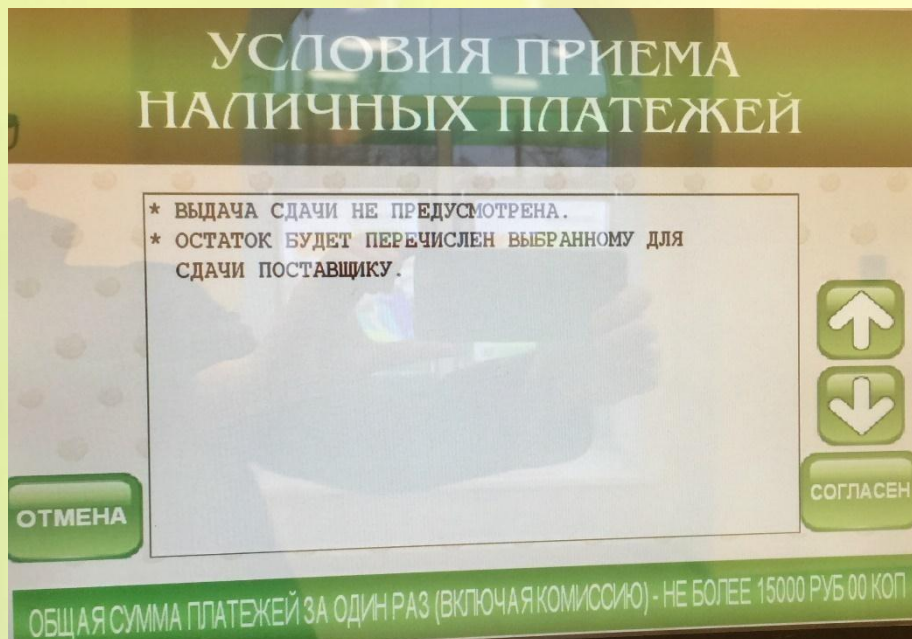 УСЛОВИЯ ПРИЕМА
НАЛИЧНЫХ ПЛАТЕЖЕЙ
* ВЫДАЧА СДАЧИ НЕ ПРЕДУСМОТРЕНА.
* ОСТАТОК БУДЕТ ПЕРЕЧИСЛЕН ВЫБРАННОМУ ДЛЯ
СДАЧИ ПОСТАВЩИКУ.
ОТМЕНА
СОГЛАСЕН
ОБЩАЯ СУММА ПЛАТЕЖЕЙ ЗА ОДИН РАЗ (ВКЛЮЧАЯ КОМИССИЮ) - НЕ БОЛЕЕ 15000 РУБ 00 КОП